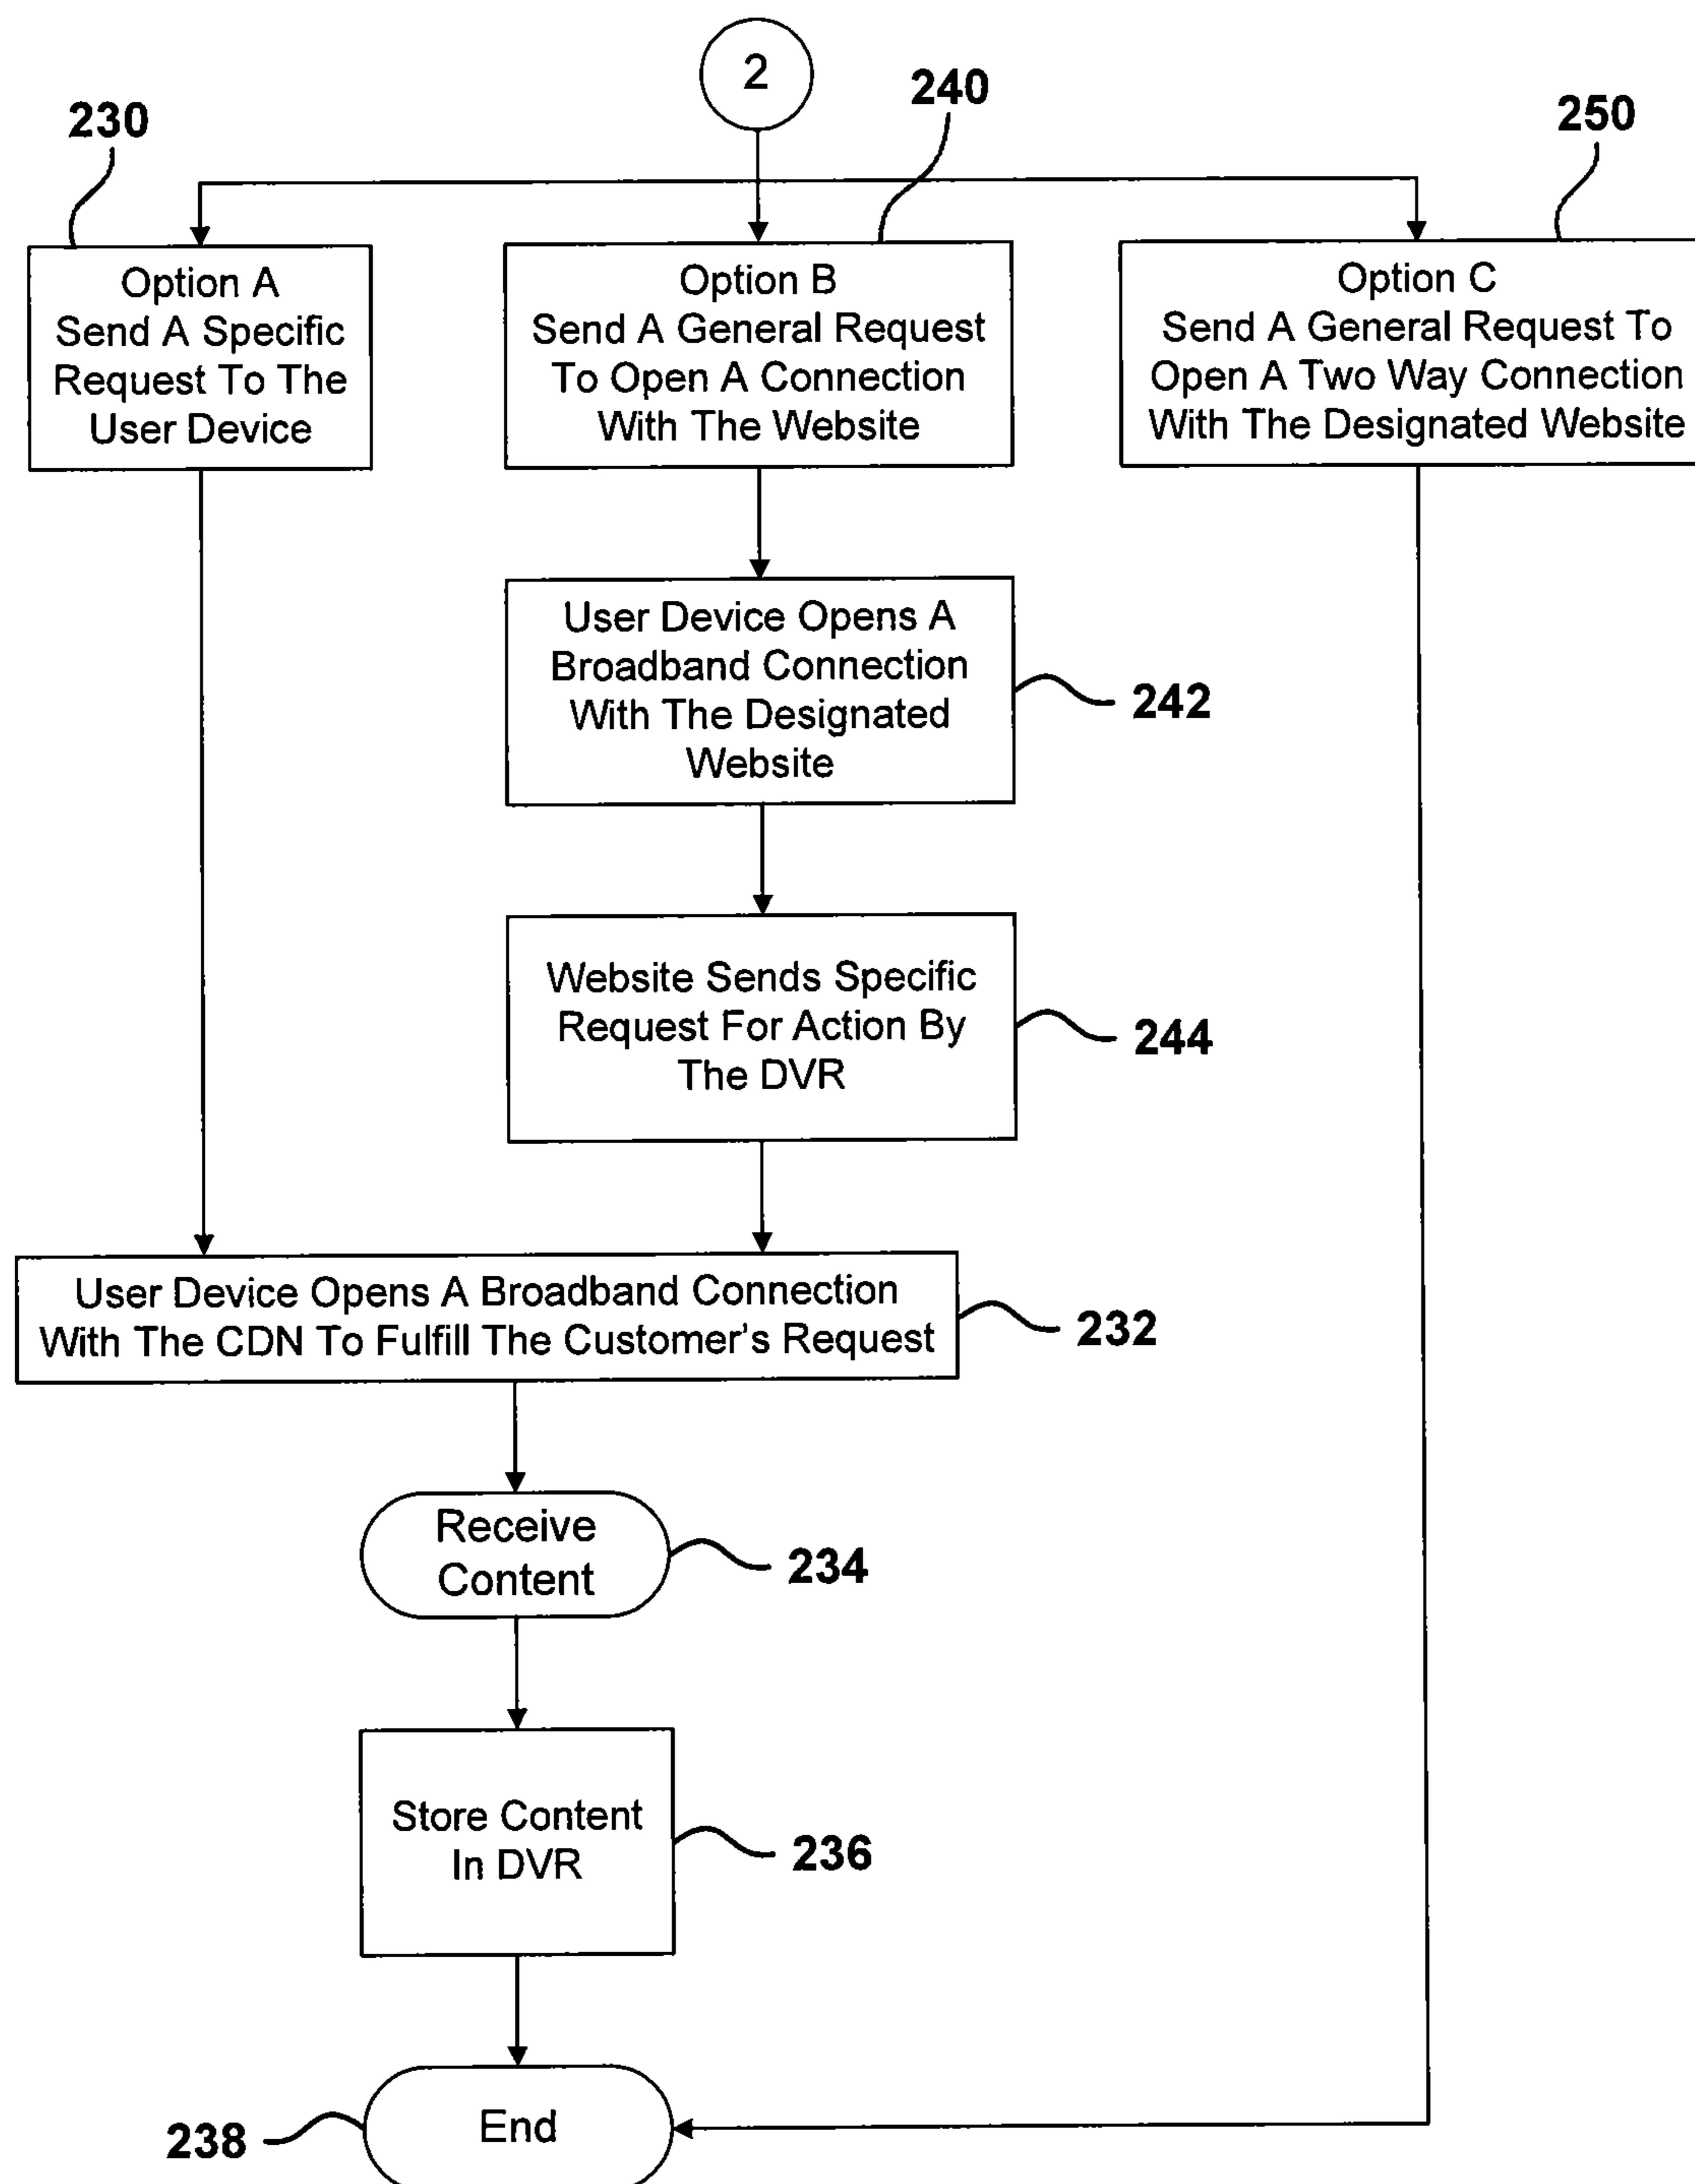 2
230
240
250
Option A
Send A Specific
Request To The
User Device
Option B
Send A General Request
To Open A Connection
With The Website
Option C
Send A General Request To
Open A Two Way Connection
With The Designated Website
User Device Opens A
Broadband Connection
With The Designated
Website
242
Website Sends Specific
Request For Action By
The DVR
244
User Device Opens A Broadband Connection
With The CDN To Fulfill The Customer's Request
232
Receive
Content
234
Store Content
In DVR
236
End
238